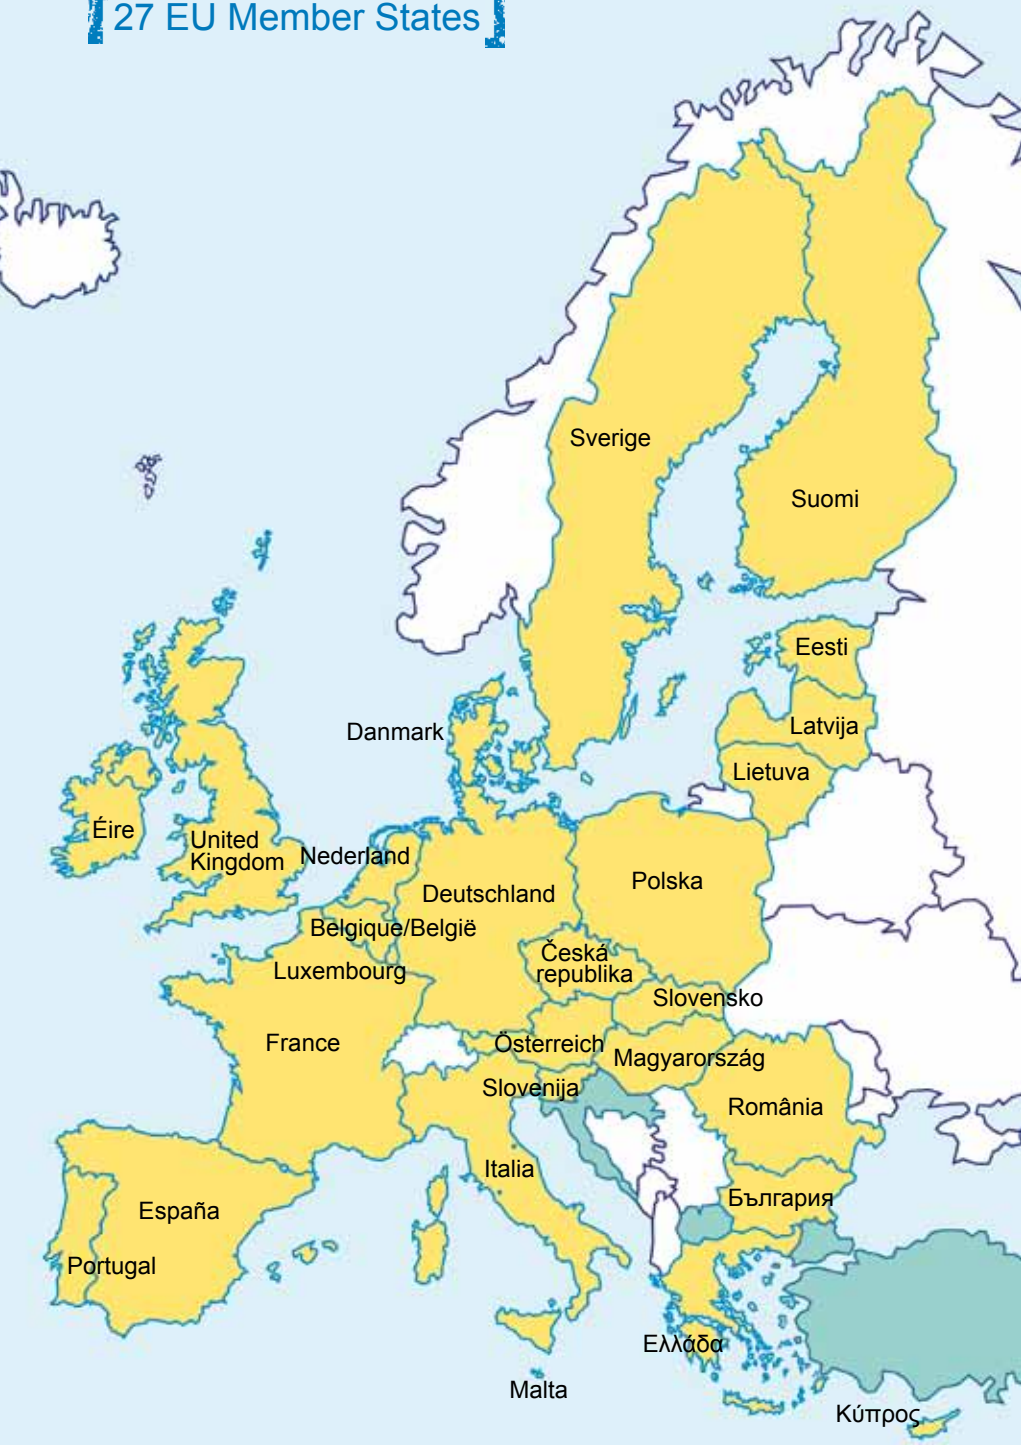 27 EU Member States
Sverige
Suomi
Eesti
Danmark
Latvija
Lietuva
Éire
United
Kingdom
Nederland
Polska
Deutschland
Belgique/België
Česká
republika
Luxembourg
Slovensko
France
Österreich
Magyarország
Slovenija
România
Italia
България
España
Portugal
Ελλάδα
Malta
Κύπρος